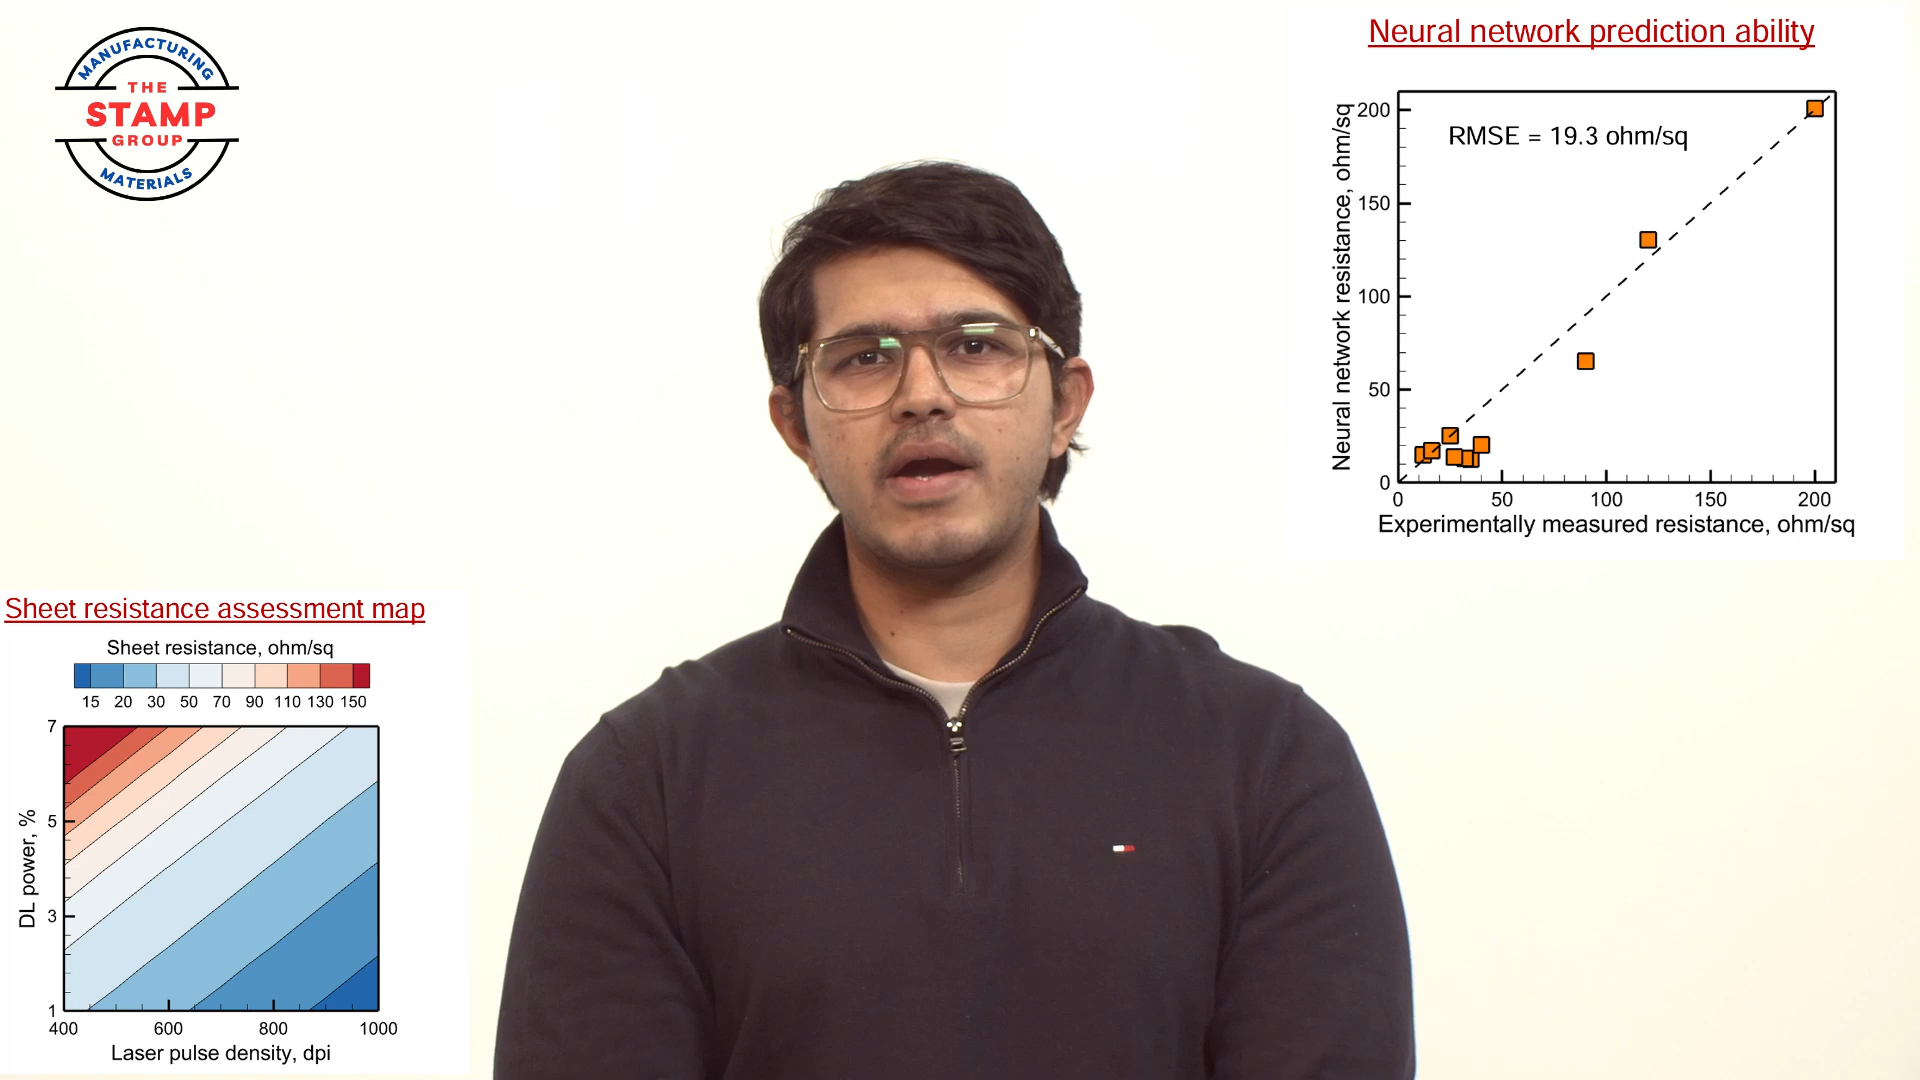 MANUFACTURING
THE
STAMP
GROUP
MATERIALS
Neural network prediction ability
RMSE = 19.3 ohm/sq
Neural network resistance, ohm/sq
200
150
100
50
0
0 50 100 150 200
Experimentally measured resistance, ohm/sq
Sheet resistance assessment map
Sheet resistance, ohm/sq
15 20 30 50 70 90 110 130 150
DL power, %
7
5
3
1
400 600 800 1000
Laser pulse density, dpi